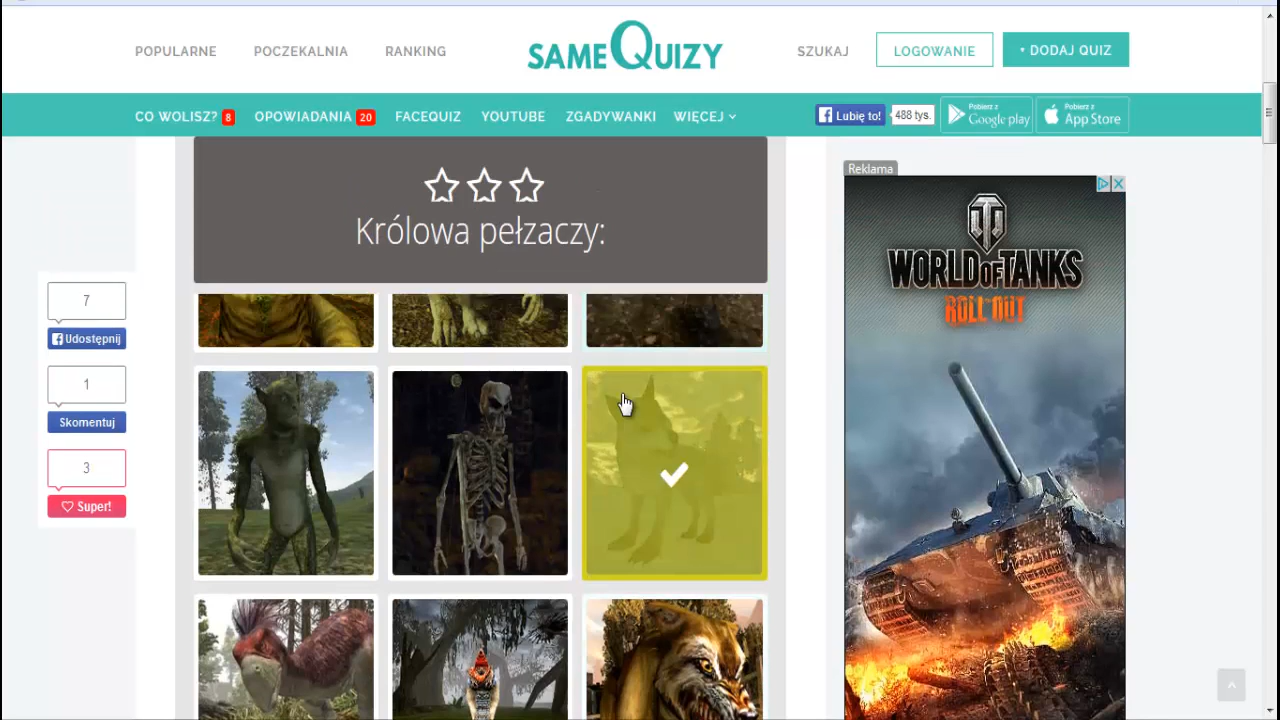 POPULARNE POCZEKALNIA RANKING SAMEQUIZY SZUKAJ LOGOWANIE + DODAJ QUIZ
CO WOLISZ? 8 OPOWIADANIA 20 FACEQUIZ YOUTUBE ZGADYWANKI WIĘCEJ Lubię to! 488 tys. Pobierz z Google play Pobierz z App Store
Reklama
Królowa pełzaczy:
WORLD OF TANKS
ROLL OUT
7
Udostępnij
1
Skomentuj
3
Super!